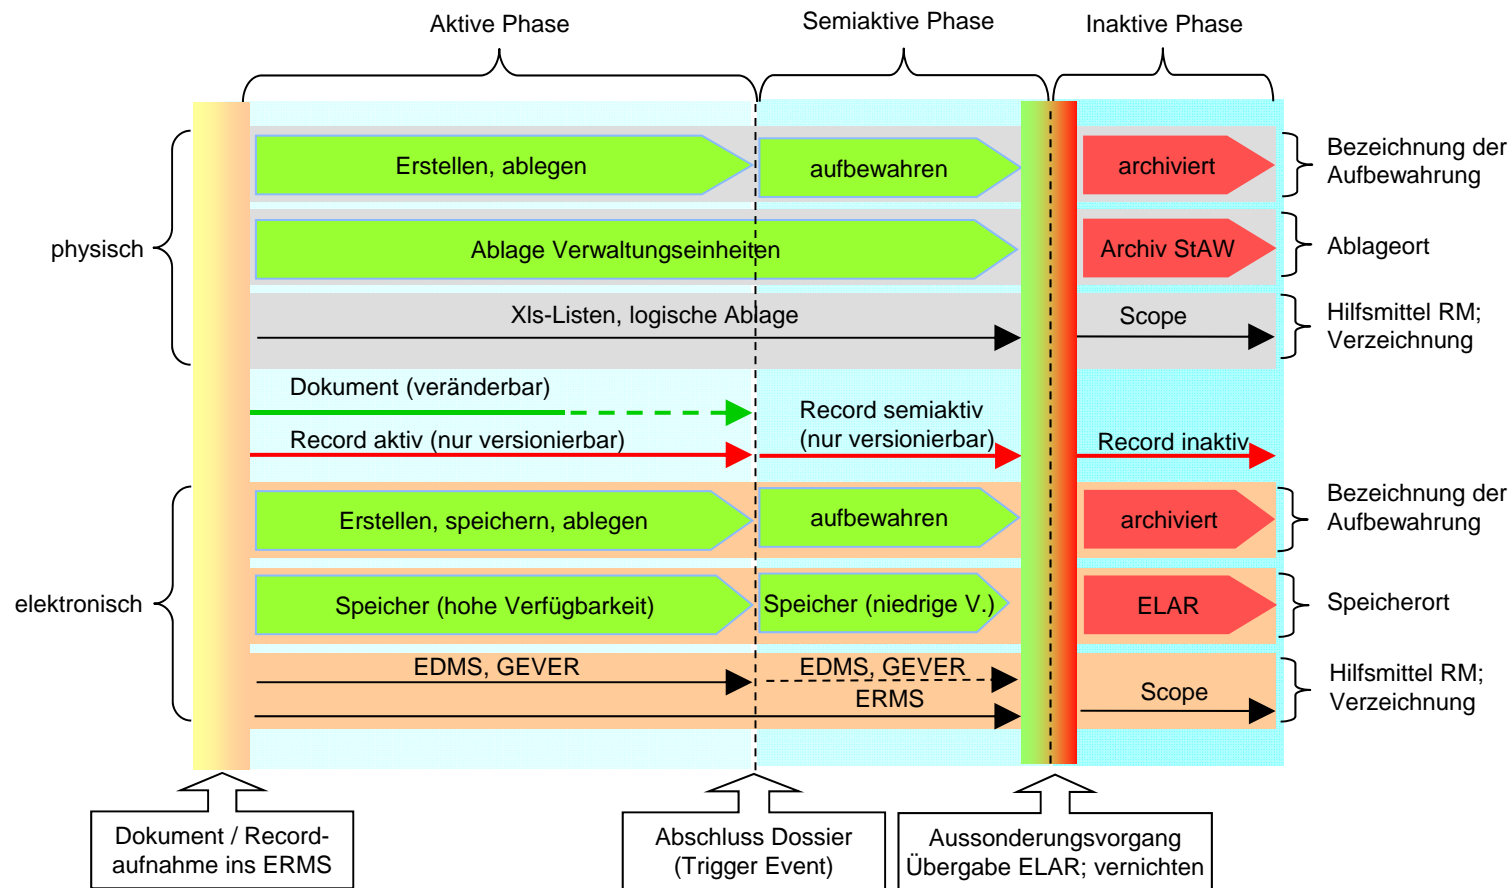 Aktive Phase
Semiaktive Phase
Inaktive Phase
physisch
Erstellen, ablegen
aufbewahren
archiviert
Bezeichnung der
Aufbewahrung
Ablage Verwaltungseinheiten
Archiv StAW
Ablageort
Xls-Listen, logische Ablage
Scope
Hilfsmittel RM;
Verzeichnung
Dokument (veränderbar)
Record aktiv (nur versionierbar)
Record semiaktiv
(nur versionierbar)
Record inaktiv
elektronisch
Erstellen, speichern, ablegen
aufbewahren
archiviert
Bezeichnung der
Aufbewahrung
Speicher (hohe Verfügbarkeit)
Speicher (niedrige V.)
ELAR
Speicherort
EDMS, GEVER
EDMS, GEVER
ERMS
Scope
Hilfsmittel RM;
Verzeichnung
Dokument / Record-
aufnahme ins ERMS
Abschluss Dossier
(Trigger Event)
Aussonderungsvorgang
Übergabe ELAR; vernichten